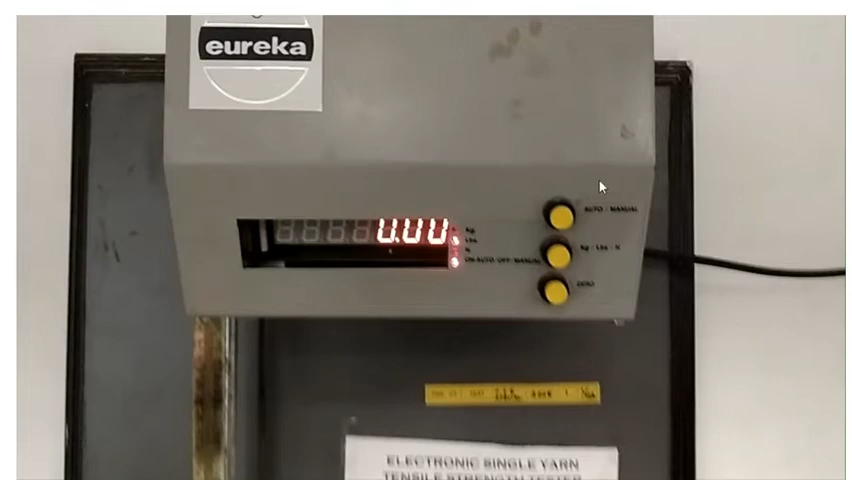 eureka
0.00
AUTO / MANUAL
Kg
Lbs
Kg / Lbs / N
N
ON-AUTO / OFF-MANUAL
ZERO
ELECTRONIC SINGLE YARN
TENSILE STRENGTH TESTER